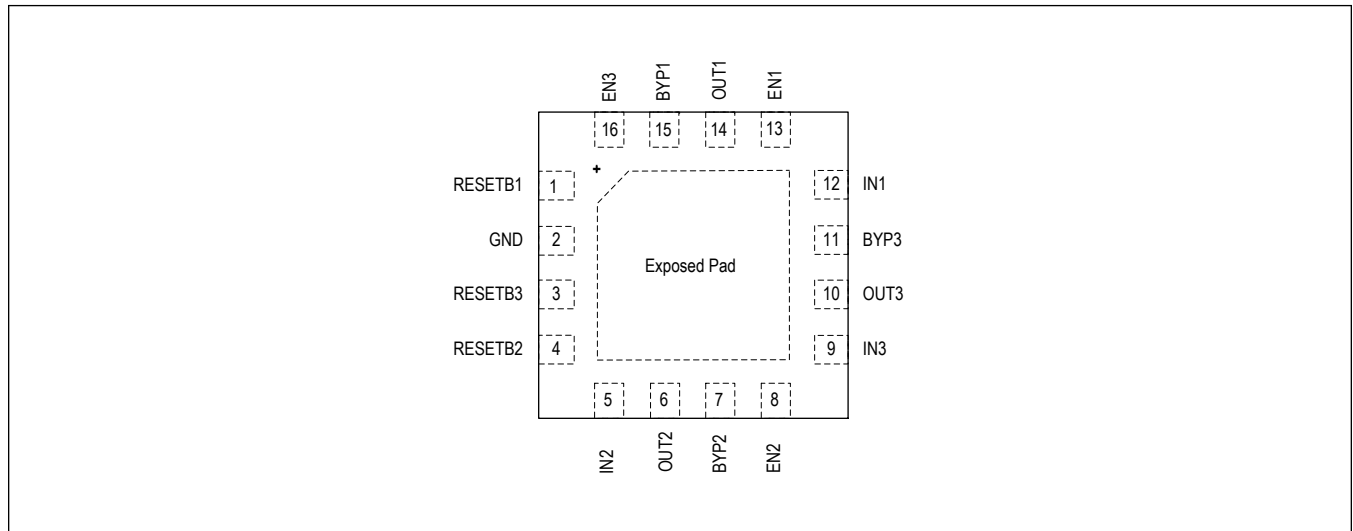 EN3
BYP1
OUT1
EN1
16
15
14
13
+
RESETB1
1
12
IN1
GND
2
11
BYP3
Exposed Pad
RESETB3
3
10
OUT3
RESETB2
4
9
IN3
5
6
7
8
IN2
OUT2
BYP2
EN2